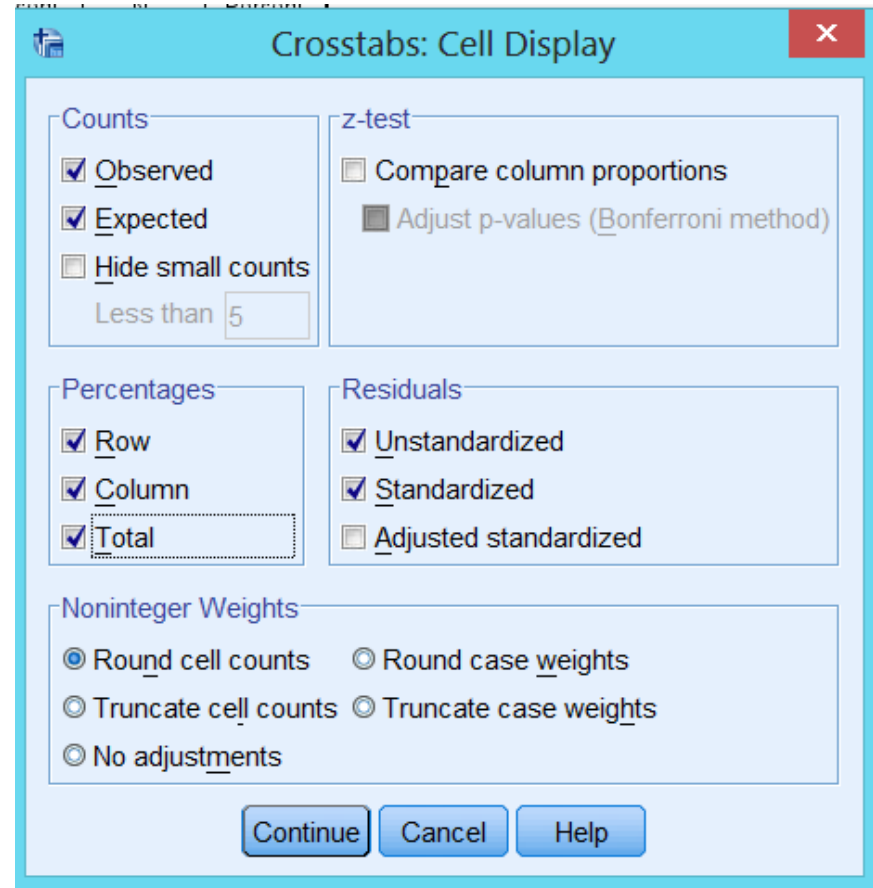 Crosstabs: Cell Display
Counts
Observed
Expected
Hide small counts
Less than 5
z-test
Compare column proportions
Adjust p-values (Bonferroni method)
Percentages
Row
Column
Total
Residuals
Unstandardized
Standardized
Adjusted standardized
Noninteger Weights
Round cell counts Round case weights
Truncate cell counts Truncate case weights
No adjustments
Continue Cancel Help